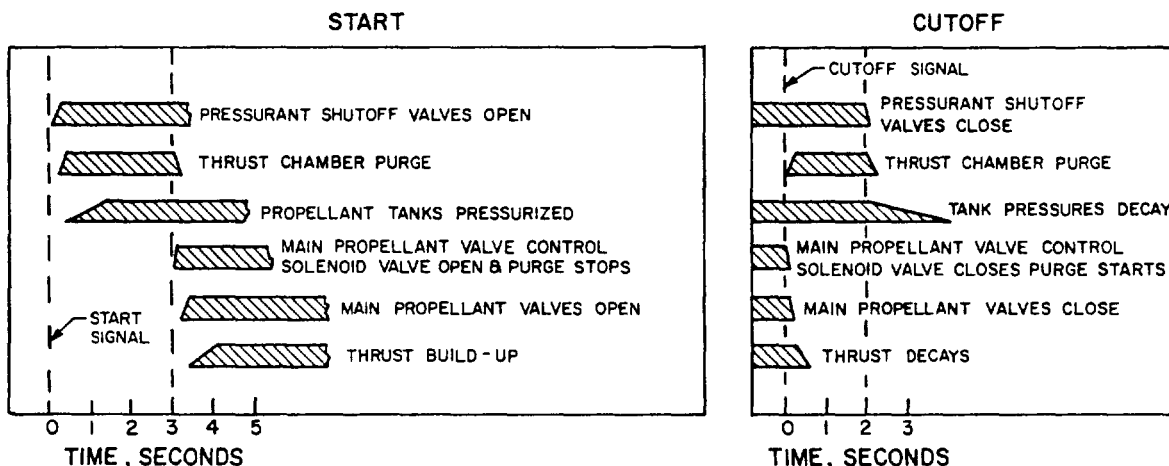 START
PRESSURANT SHUTOFF VALVES OPEN
THRUST CHAMBER PURGE
PROPELLANT TANKS PRESSURIZED
MAIN PROPELLANT VALVE CONTROL
SOLENOID VALVE OPEN & PURGE STOPS
MAIN PROPELLANT VALVES OPEN
START
SIGNAL
THRUST BUILD-UP
0 1 2 3 4 5
TIME, SECONDS
CUTOFF
CUTOFF SIGNAL
PRESSURANT SHUTOFF
VALVES CLOSE
THRUST CHAMBER PURGE
TANK PRESSURES DECAY
MAIN PROPELLANT VALVE CONTROL
SOLENOID VALVE CLOSES PURGE STARTS
MAIN PROPELLANT VALVES CLOSE
THRUST DECAYS
0 1 2 3
TIME, SECONDS